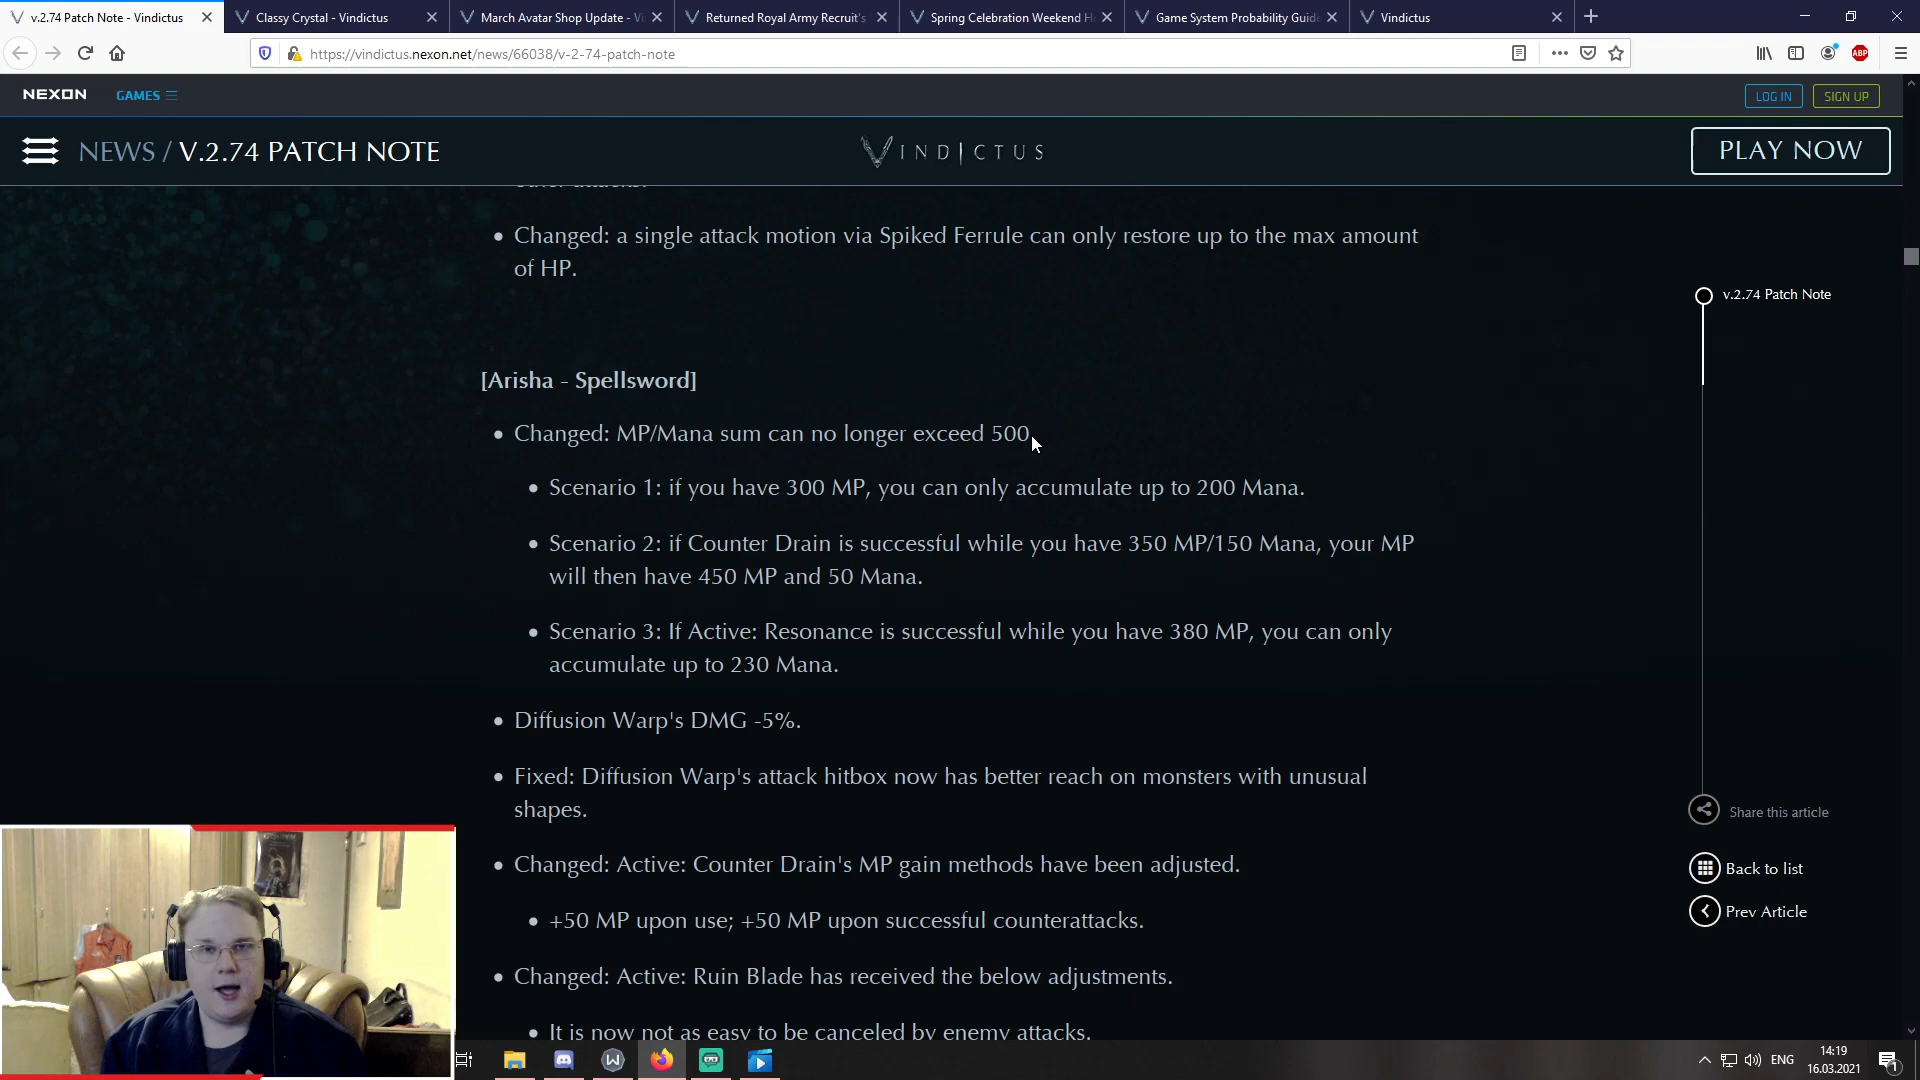 v.2.74 Patch Note - Vindictus
Classy Crystal - Vindictus
March Avatar Shop Update - Vi
Returned Royal Army Recruit's
Spring Celebration Weekend H
Game System Probability Guide
Vindictus
https://vindictus.nexon.net/news/66038/v-2-74-patch-note
ABP
NEXON
GAMES
LOG IN
SIGN UP
NEWS / V.2.74 PATCH NOTE
VINDICTUS
PLAY NOW
other attacks.
• Changed: a single attack motion via Spiked Ferrule can only restore up to the max amount
of HP.
v.2.74 Patch Note
[Arisha - Spellsword]
• Changed: MP/Mana sum can no longer exceed 500.
• Scenario 1: if you have 300 MP, you can only accumulate up to 200 Mana.
• Scenario 2: if Counter Drain is successful while you have 350 MP/150 Mana, your MP
will then have 450 MP and 50 Mana.
• Scenario 3: If Active: Resonance is successful while you have 380 MP, you can only
accumulate up to 230 Mana.
• Diffusion Warp's DMG -5%.
• Fixed: Diffusion Warp's attack hitbox now has better reach on monsters with unusual
shapes.
Share this article
• Changed: Active: Counter Drain's MP gain methods have been adjusted.
Back to list
• +50 MP upon use; +50 MP upon successful counterattacks.
Prev Article
• Changed: Active: Ruin Blade has received the below adjustments.
• It is now not as easy to be canceled by enemy attacks.
W
ENG
14:19
16.03.2021
1